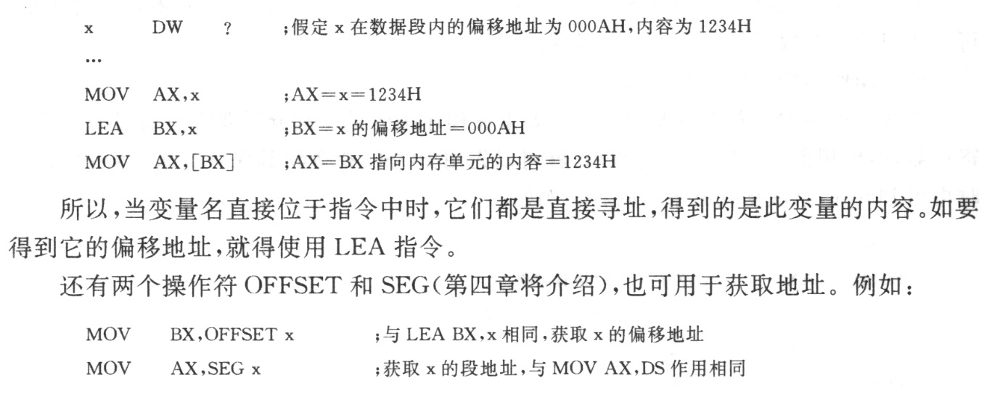 x DW ? ;假定 x 在数据段内的偏移地址为 000AH,内容为 1234H
…
MOV AX,x ;AX=x=1234H
LEA BX,x ;BX=x 的偏移地址=000AH
MOV AX,[BX] ;AX=BX 指向内存单元的内容=1234H
所以,当变量名直接位于指令中时,它们都是直接寻址,得到的是此变量的内容。如要
得到它的偏移地址,就得使用 LEA 指令。
还有两个操作符 OFFSET 和 SEG(第四章将介绍),也可用于获取地址。例如:
MOV BX,OFFSET x ;与 LEA BX,x 相同,获取 x 的偏移地址
MOV AX,SEG x ;获取 x 的段地址,与 MOV AX,DS 作用相同